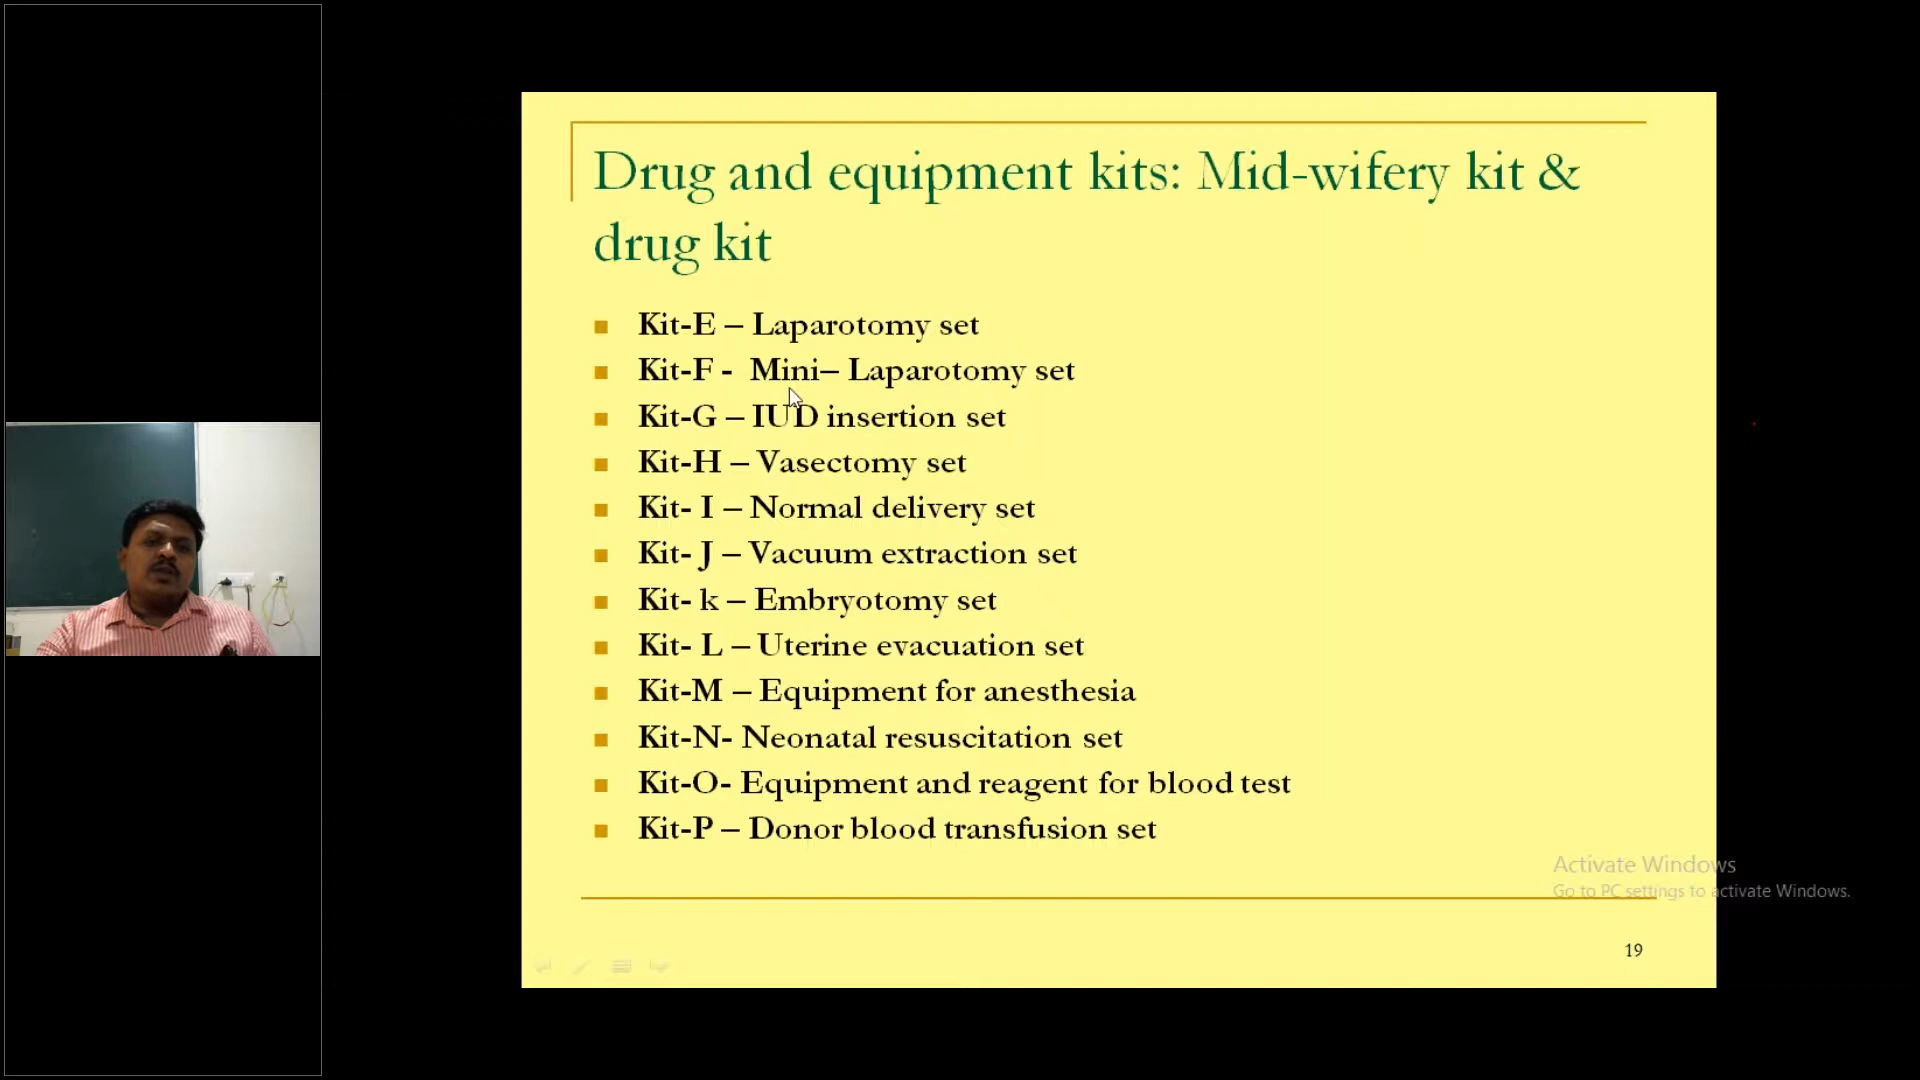 Drug and equipment kits: Mid-wifery kit &
drug kit
Kit-E – Laparotomy set
Kit-F - Mini– Laparotomy set
Kit-G – IUD insertion set
Kit-H – Vasectomy set
Kit- I – Normal delivery set
Kit- J – Vacuum extraction set
Kit- k – Embryotomy set
Kit- L – Uterine evacuation set
Kit-M – Equipment for anesthesia
Kit-N- Neonatal resuscitation set
Kit-O- Equipment and reagent for blood test
Kit-P – Donor blood transfusion set
Activate Windows
Go to PC settings to activate Windows.
19